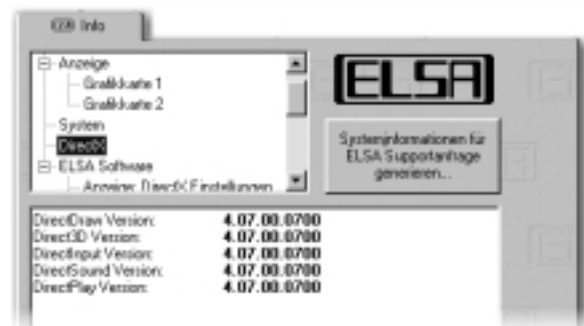 Info
Anzeige
Grafikkarte 1
Grafikkarte 2
System
DirectX
ELSA Software
Anzeige: DirectX Einstellungen
ELSA
Systeminformationen für
ELSA Supportanfrage
generieren...
DirectDraw Version: 4.07.00.0700
Direct3D Version: 4.07.00.0700
DirectInput Version: 4.07.00.0700
DirectSound Version: 4.07.00.0700
DirectPlay Version: 4.07.00.0700